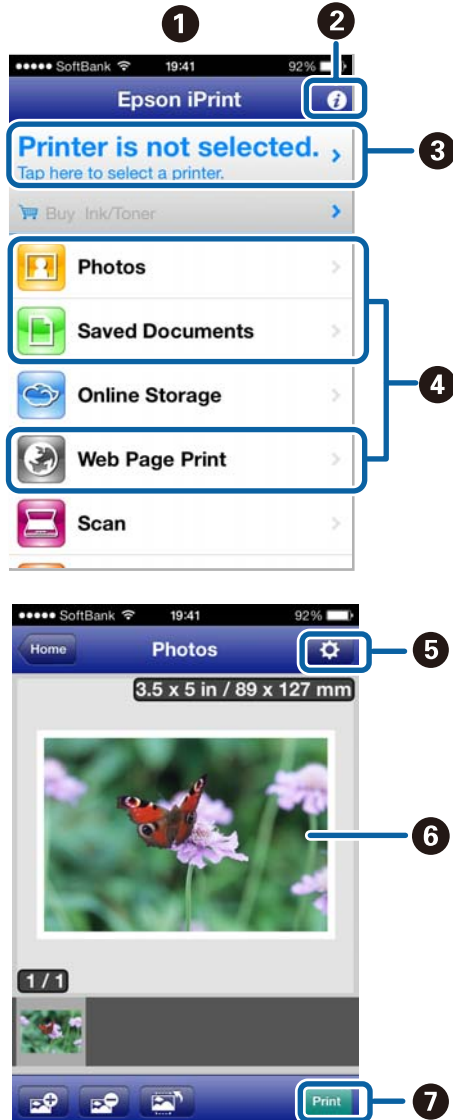 1
2
SoftBank 19:41 92%
Epson iPrint
i
Printer is not selected.
Tap here to select a printer.
3
Buy Ink/Toner
Photos
Saved Documents
4
Online Storage
Web Page Print
Scan
SoftBank 19:41 92%
Home Photos
5
3.5 x 5 in / 89 x 127 mm
6
1 / 1
Print
7